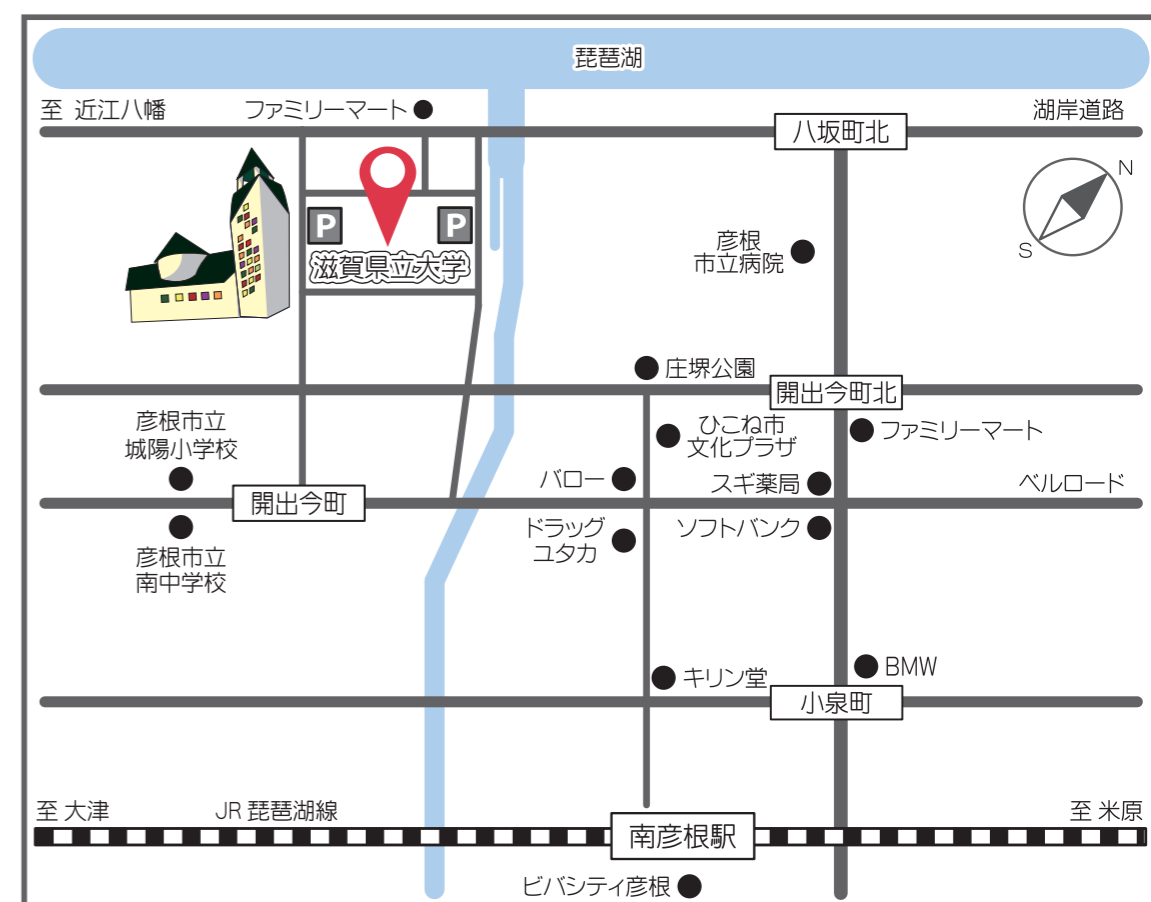 琵琶湖
至 近江八幡
ファミリーマート
湖岸道路
八坂町北
N
S
P
P
滋賀県立大学
彦根
市立病院
庄堺公園
開出今町北
彦根市立
城陽小学校
ひこね市
文化プラザ
ファミリーマート
バロー
スギ薬局
ベルロード
開出今町
ドラッグ
ユタカ
ソフトバンク
彦根市立
南中学校
キリン堂
BMW
小泉町
至 大津
JR 琵琶湖線
至 米原
南彦根駅
ビバシティ彦根